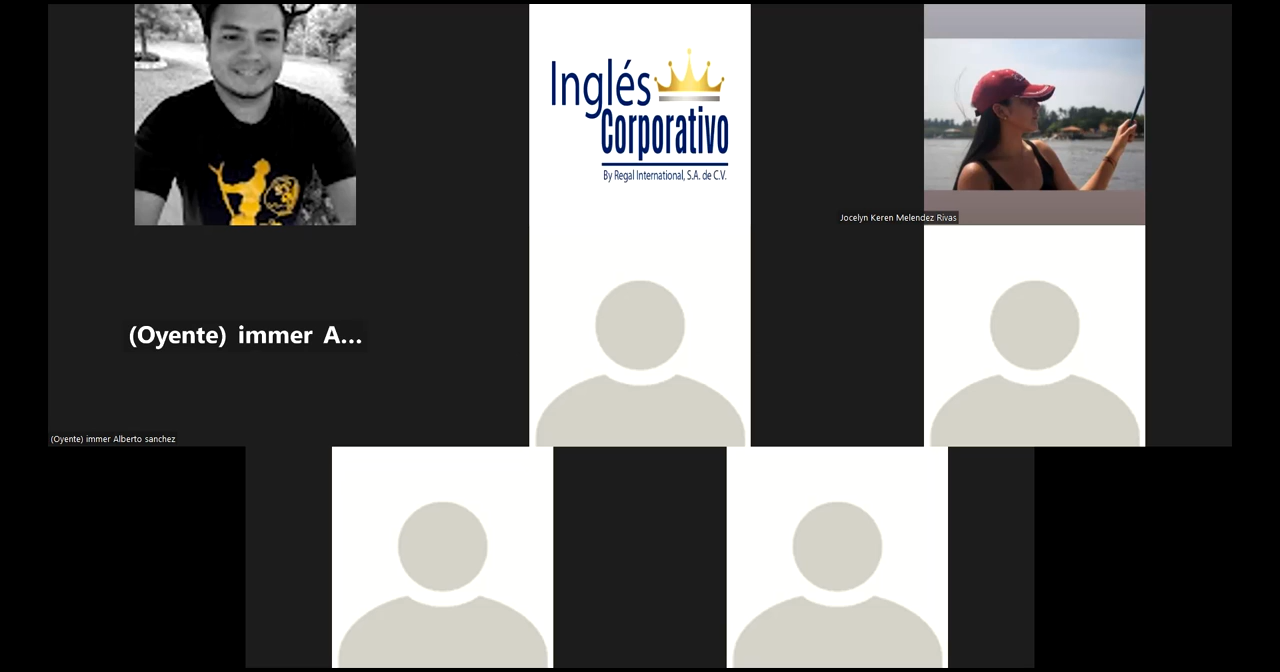 Inglés
Corporativo
By Regal International, S.A. de C.V.
Jocelyn Keren Melendez Rivas
(Oyente) immer A...
(Oyente) immer Alberto sanchez